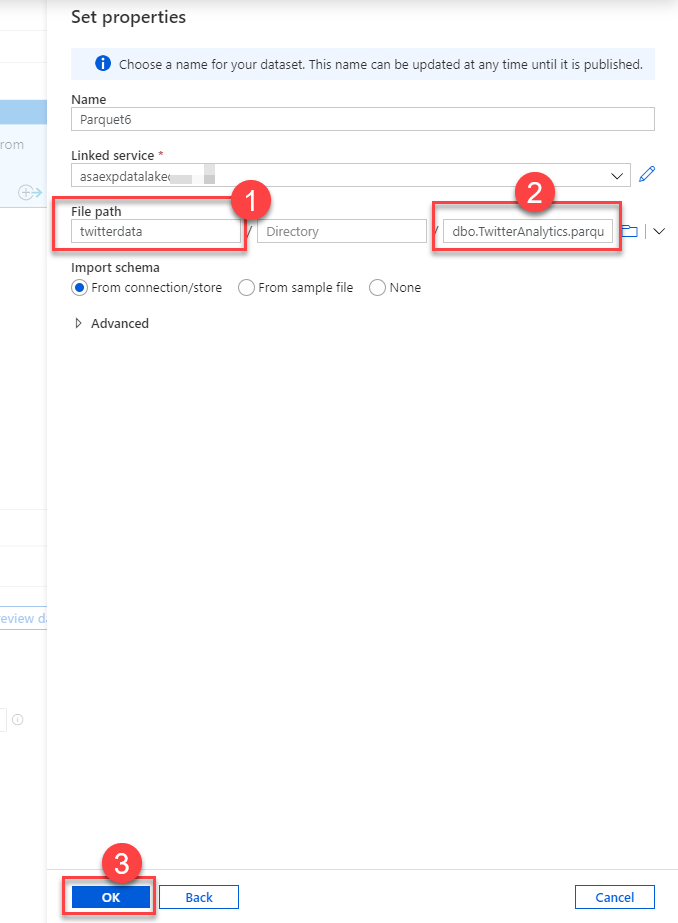 Set properties
Choose a name for your dataset. This name can be updated at any time until it is published.
Name
Parquet6
Linked service *
asaexpdatalake
1
2
File path
twitterdata / Directory / dbo.TwitterAnalytics.parqu
Import schema
From connection/store From sample file None
Advanced
rom
eview da
3
OK Back Cancel